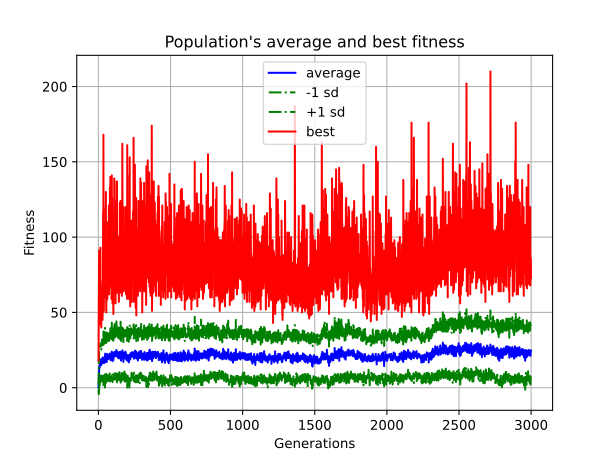 Population's average and best fitness
average
-1 sd
+1 sd
best
Fitness
200
150
100
50
0
0 500 1000 1500 2000 2500 3000
Generations